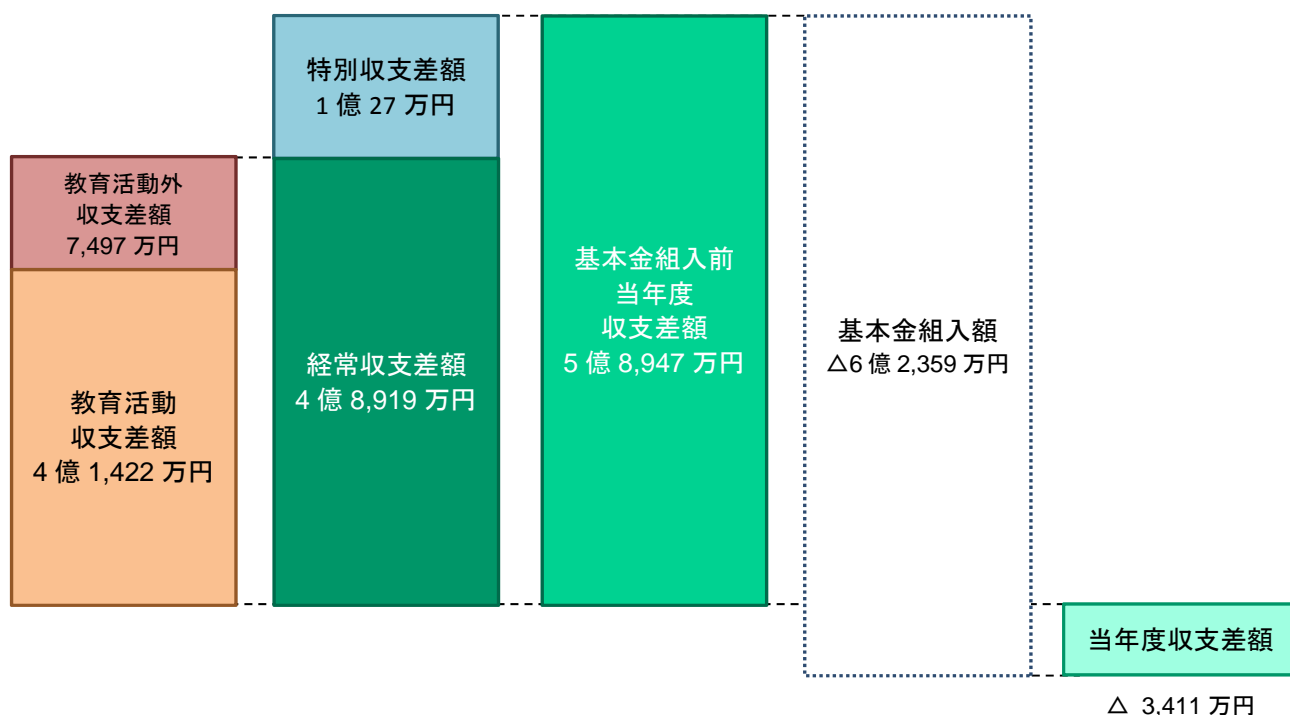 教育活動外
収支差額
7,497 万円
教育活動
収支差額
4 億 1,422 万円
特別収支差額
1 億 27 万円
経常収支差額
4 億 8,919 万円
基本金組入前
当年度
収支差額
5 億 8,947 万円
基本金組入額
△6 億 2,359 万円
当年度収支差額
△ 3,411 万円